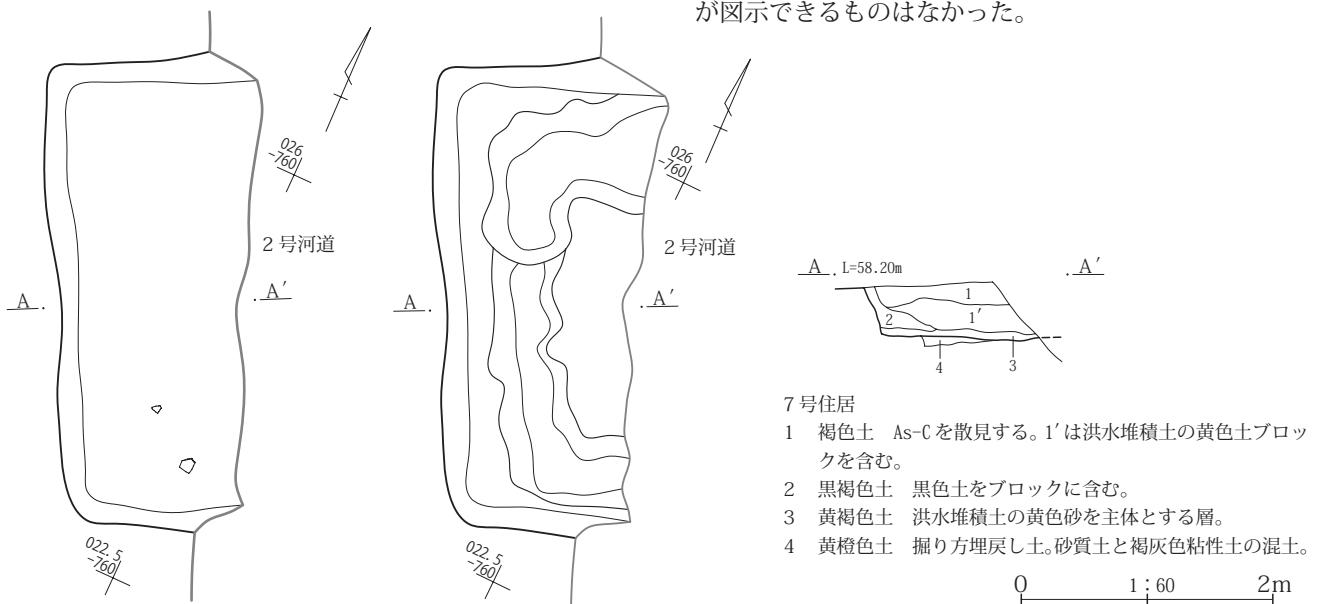 が図示できるものはなかった。
026
-760
2号河道
A .
. A′
022.5
-760
026
-760
2号河道
A .
. A′
022.5
-760
A . L=58.20m
. A′
1
1′
2
4
3
7号住居
1 褐色土 As-Cを散見する。1′は洪水堆積土の黄色土ブロッ
クを含む。
2 黒褐色土 黒色土をブロックに含む。
3 黄褐色土 洪水堆積土の黄色砂を主体とする層。
4 黄橙色土 掘り方埋戻し土。砂質土と褐灰色粘性土の混土。
0 1:60 2m